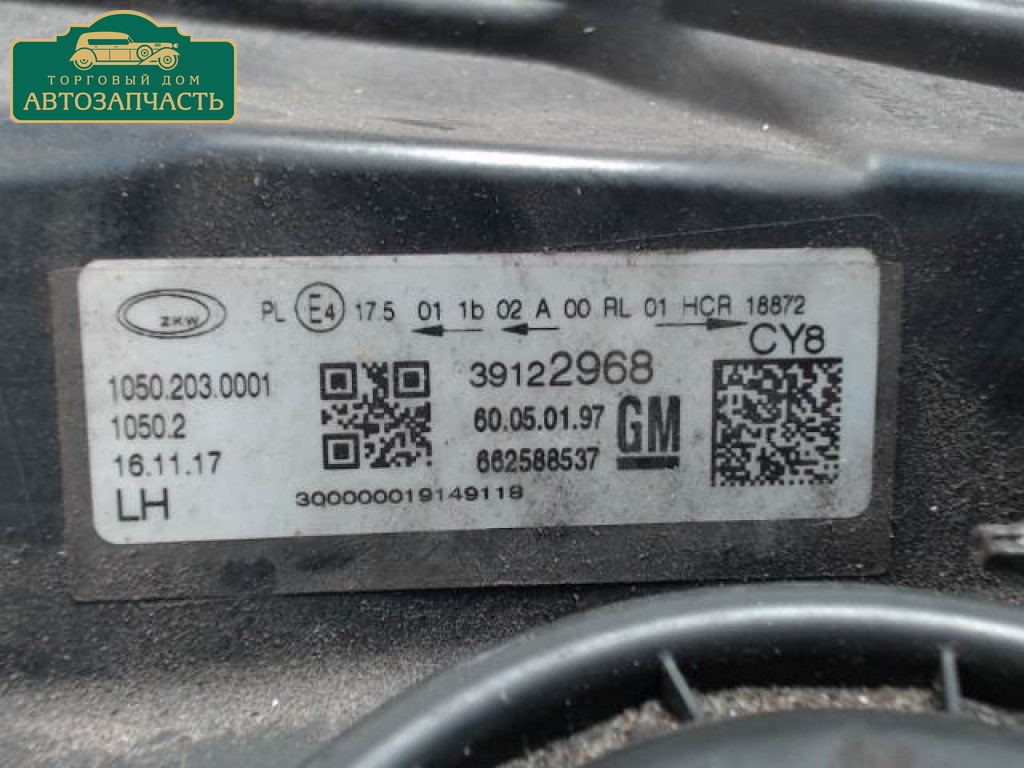 ТОРГОВЫЙ ДОМ
АВТОЗАПЧАСТЬ
ZKW PL E4 17.5 01 1b 02 A 00 RL 01 HCR 18872
CY8
1050.203.0001 39122968
1050.2 60.05.01.97 GM
16.11.17 662588537
LH 3Q000000019149118